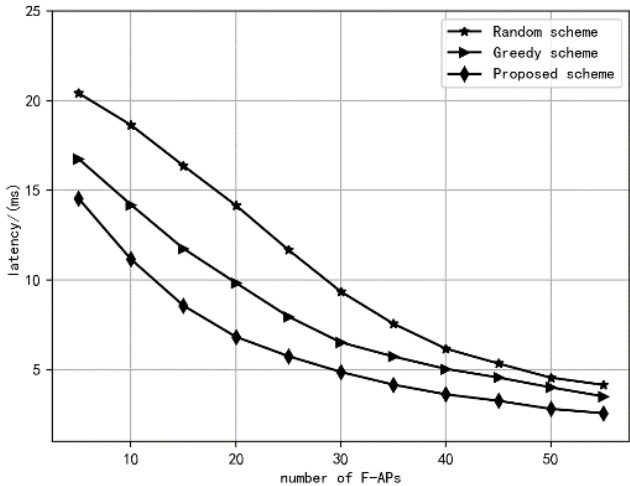 25
20
15
10
5
latency/(ms)
Random scheme
Greedy scheme
Proposed scheme
10 20 30 40 50
number of F-APs